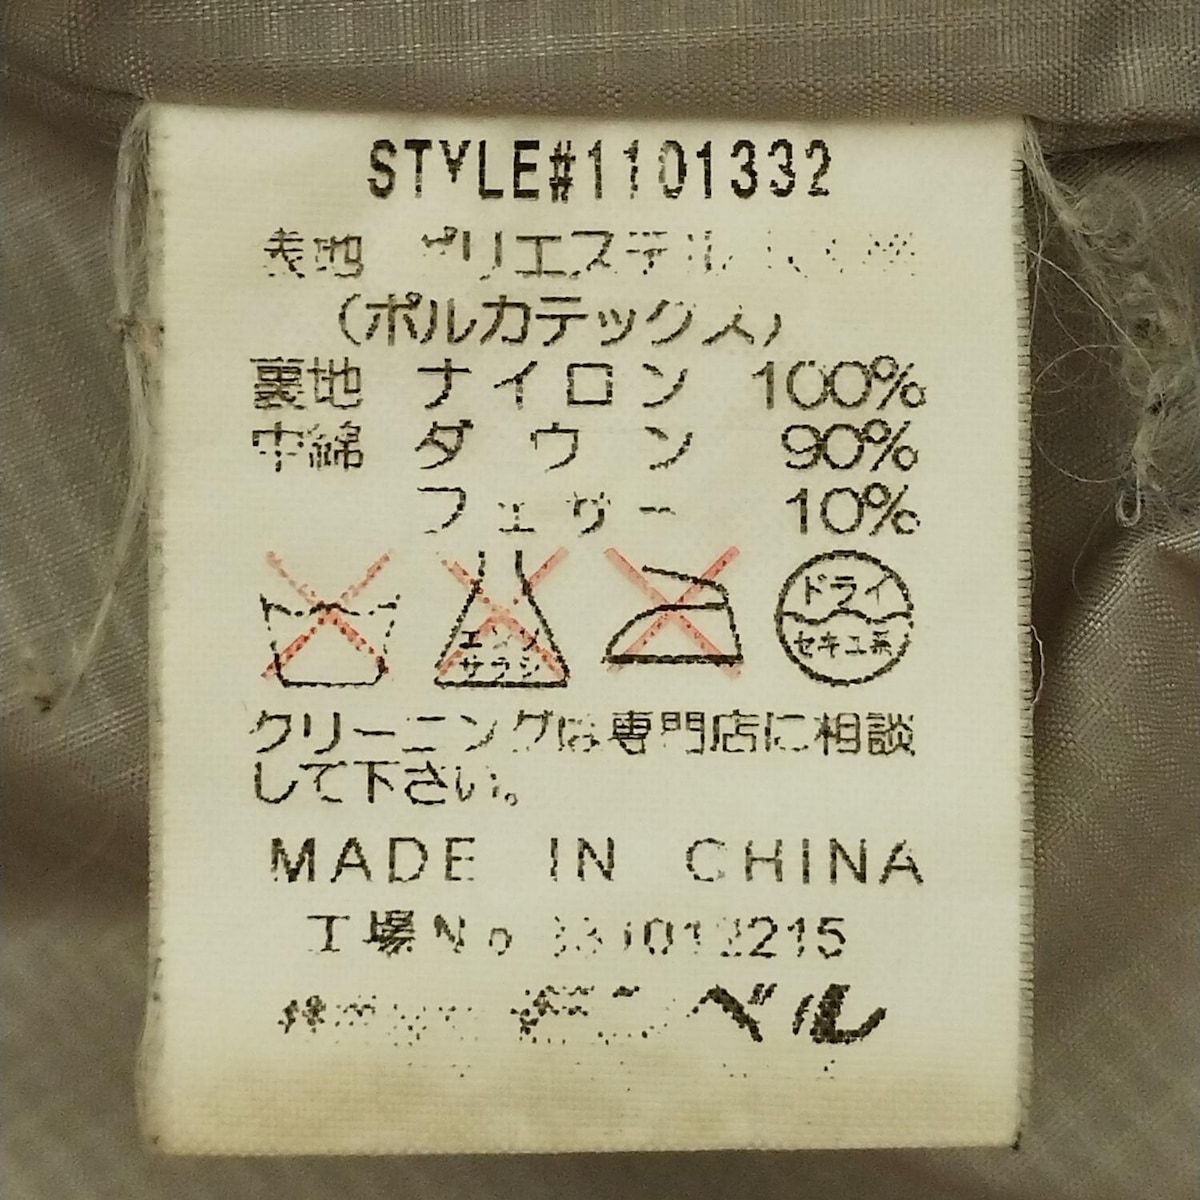 STYLE#1101332
表地 ポリエステル
(ポルカテックス)
裏地 ナイロン 100%
中綿 ダウン 90%
フェザー 10%
エンソ
サラシ
ドライ
セキユ系
クリーニングは専門店に相談
して下さい。
MADE IN CHINA
工場No
ベル